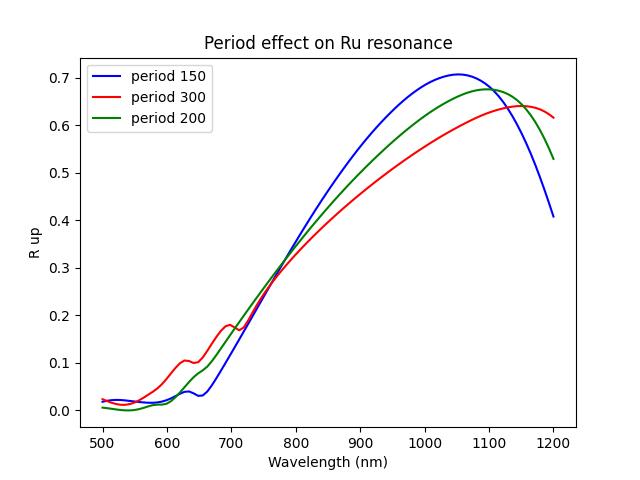 Period effect on Ru resonance
period 150
period 300
period 200
R up
0.7
0.6
0.5
0.4
0.3
0.2
0.1
0.0
500 600 700 800 900 1000 1100 1200
Wavelength (nm)